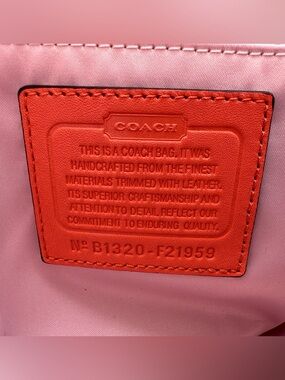 COACH
THIS IS A COACH BAG. IT WAS
HANDCRAFTED FROM THE FINEST
MATERIALS TRIMMED WITH LEATHER.
ITS SUPERIOR CRAFTSMANSHIP AND
ATTENTION TO DETAIL REFLECT OUR
COMMITMENT TO ENDURING QUALITY.
Nº B1320-F21959